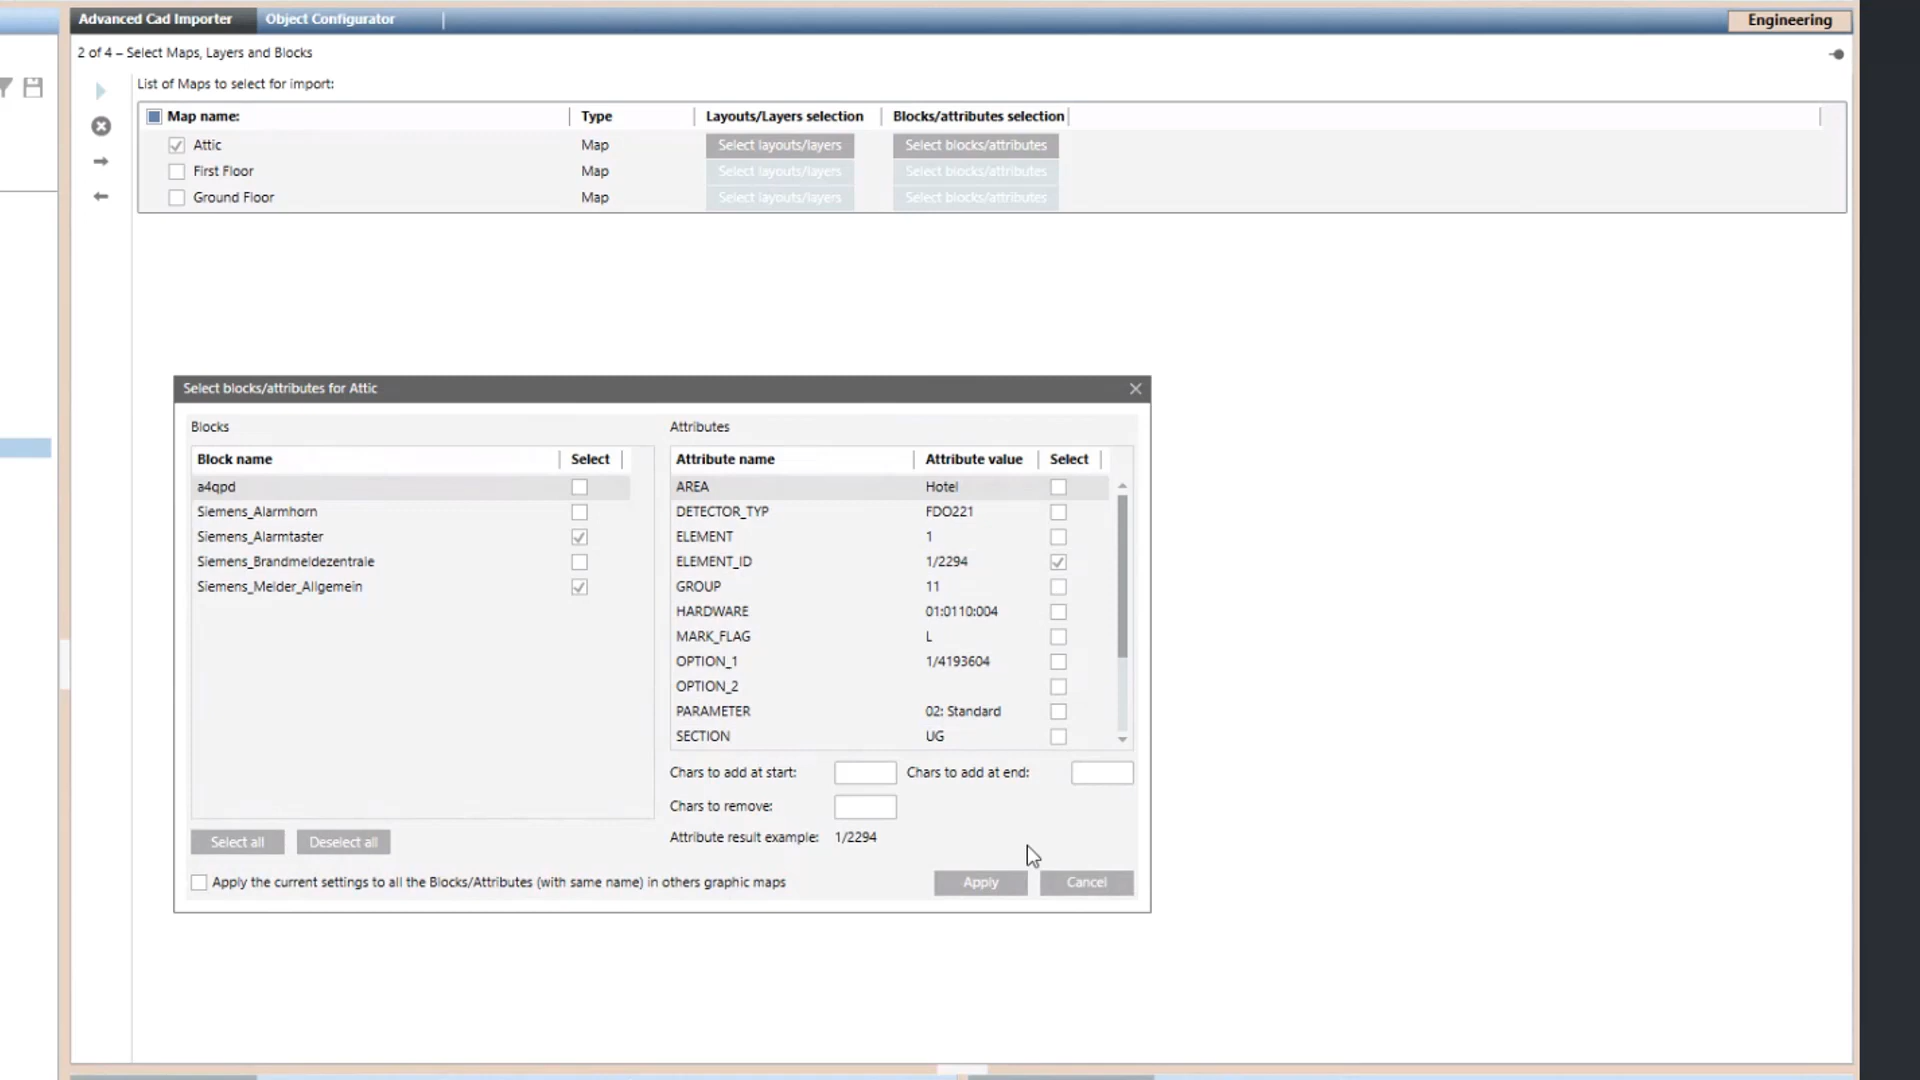 Advanced Cad Importer Object Configurator Engineering
2 of 4 – Select Maps, Layers and Blocks
List of Maps to select for import:
Map name: Type Layouts/Layers selection Blocks/attributes selection
Attic Map Select layouts/layers Select blocks/attributes
First Floor Map Select layouts/layers Select blocks/attributes
Ground Floor Map Select layouts/layers Select blocks/attributes
Select blocks/attributes for Attic
Blocks
Block name Select
a4qpd
Siemens_Alarmhorn
Siemens_Alarmtaster
Siemens_Brandmeldezentrale
Siemens_Melder_Allgemein
Select all Deselect all
Attributes
Attribute name Attribute value Select
AREA Hotel
DETECTOR_TYP FDO221
ELEMENT 1
ELEMENT_ID 1/2294
GROUP 11
HARDWARE 01:0110:004
MARK_FLAG L
OPTION_1 1/4193604
OPTION_2
PARAMETER 02: Standard
SECTION UG
Chars to add at start: Chars to add at end:
Chars to remove:
Attribute result example: 1/2294
Apply the current settings to all the Blocks/Attributes (with same name) in others graphic maps
Apply Cancel